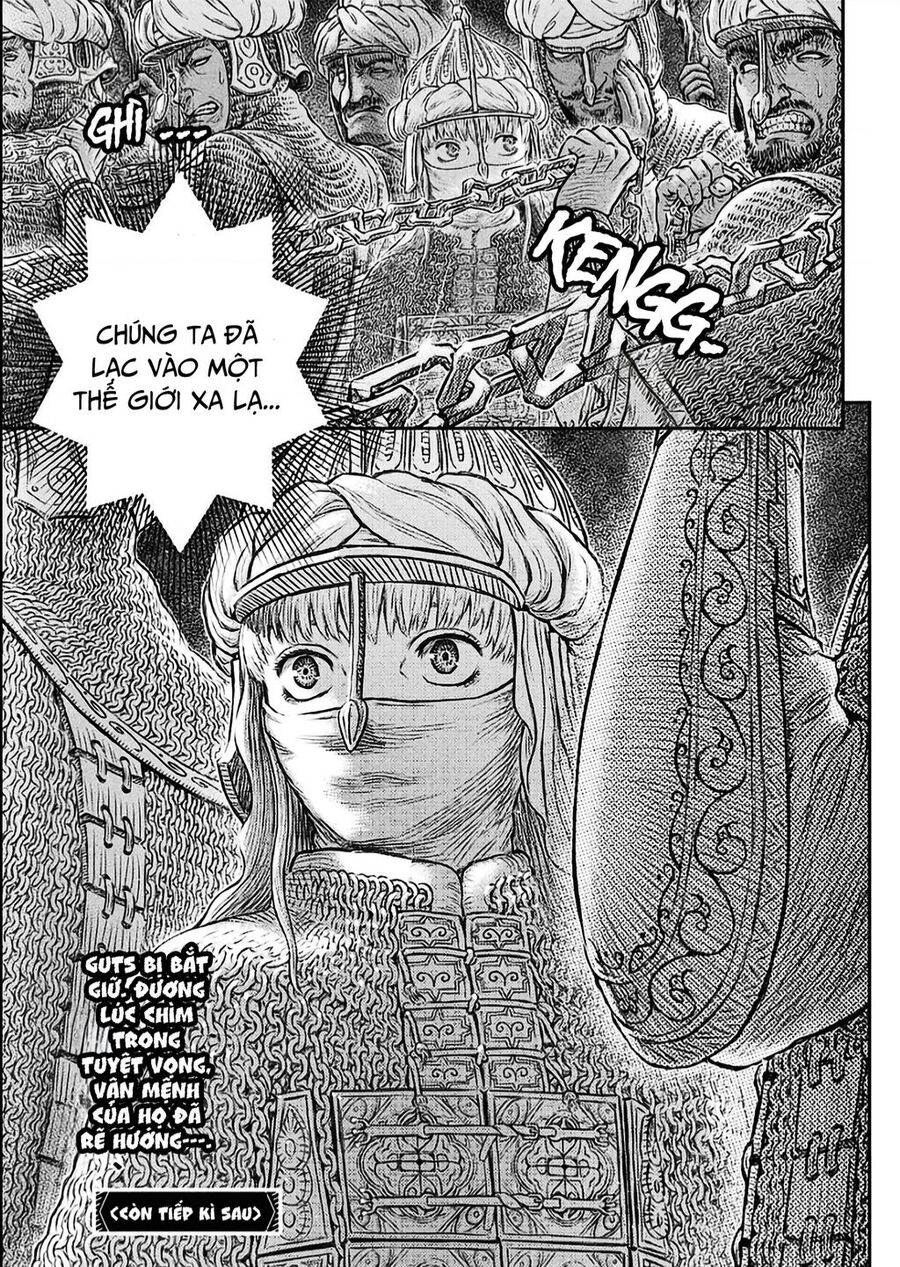 GHÌ ---
KENGG-
CHÚNG TA ĐÃ
LẠC VÀO MỘT
THẾ GIỚI XA LẠ...
GUTS BỊ BẮT
GIỮ. ĐƯƠNG
LÚC CHÌM
TRONG
TUYỆT VỌNG,
VẬN MỆNH
CỦA HỌ ĐÃ
RẼ HƯỚNG---.
<CÒN TIẾP KÌ SAU>